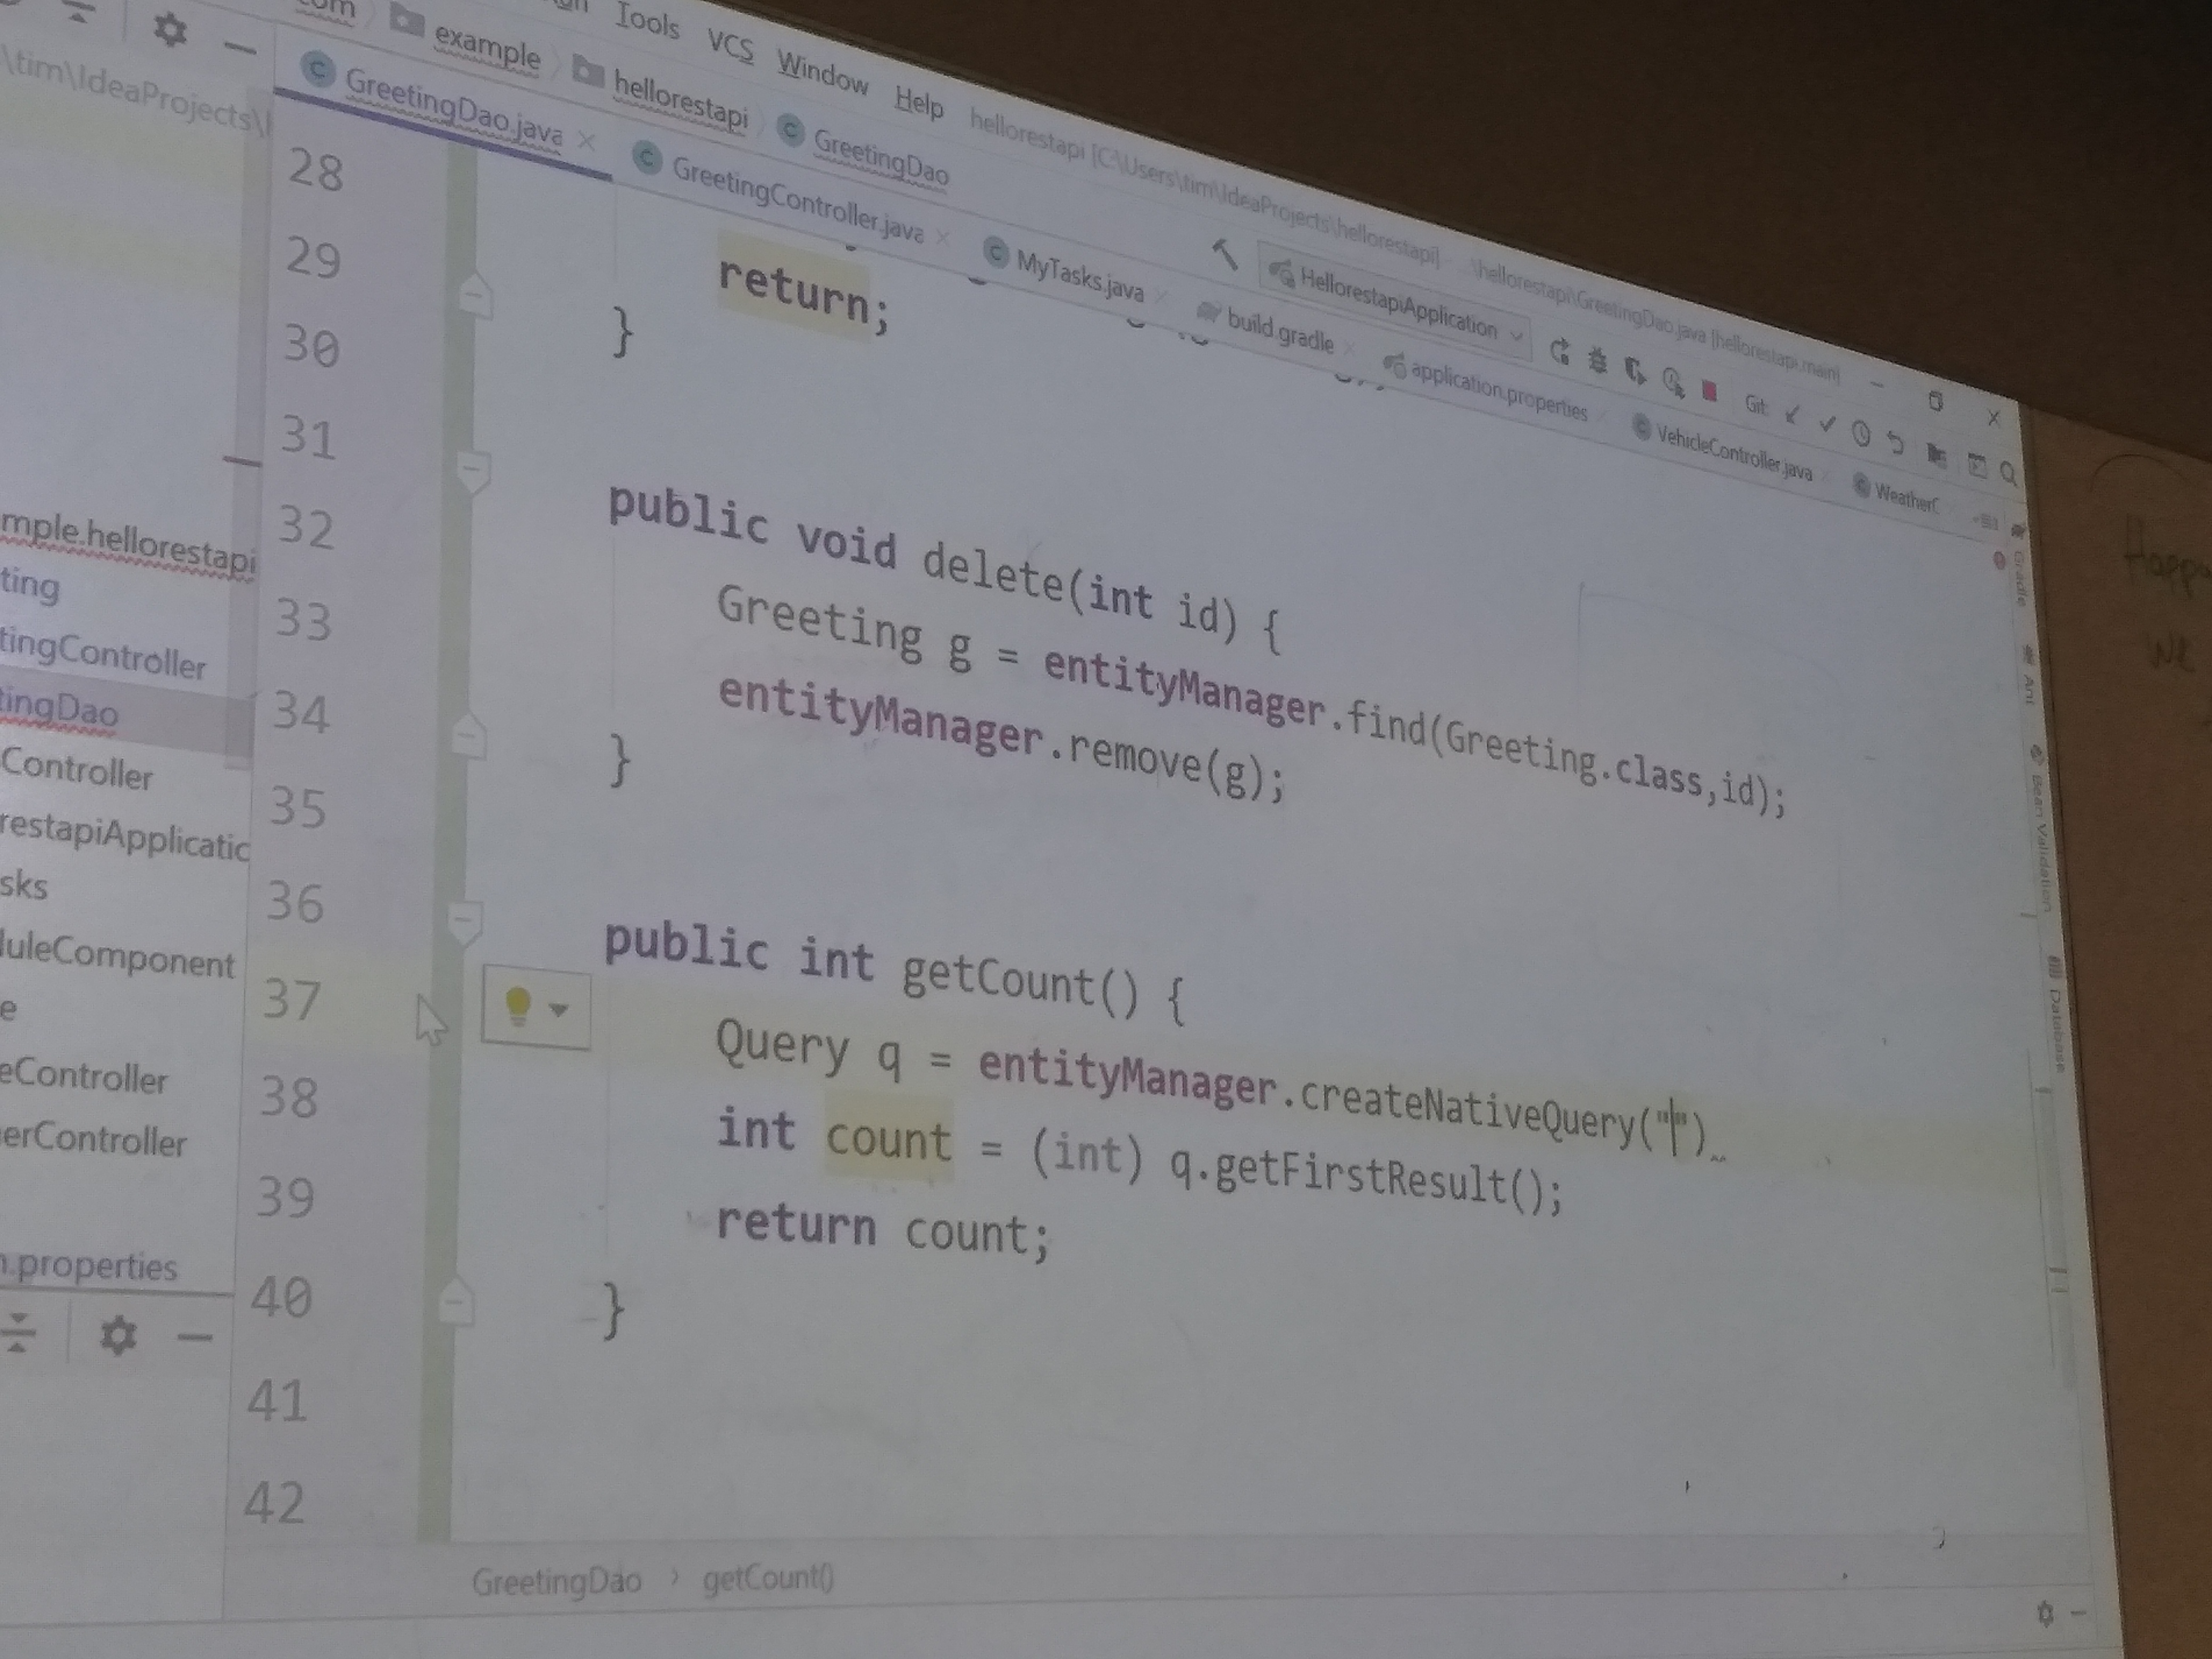 Tools VCS Window Help hellorestapi [C:\Users\tim\IdeaProjects\hellorestapi] - \hellorestapi\GreetingDao.java [hellorestapi.main]
com example hellorestapi GreetingDao
HellorestapiApplication
Git:
GreetingDao.java
GreetingController.java
MyTasks.java
build.gradle
application.properties
VehicleController.java
WeatherC
\tim\IdeaProjects\
mple.hellorestapi
ting
tingController
tingDao
Controller
restapiApplicatic
sks
duleComponent
e
eController
erController
n.properties
28
29 return;
30 }
31
32 public void delete(int id) {
33 Greeting g = entityManager.find(Greeting.class,id);
34 entityManager.remove(g);
35 }
36
37 public int getCount() {
38 Query q = entityManager.createNativeQuery("")
39 int count = (int) q.getFirstResult();
40 return count;
41 }
42
Gradle
Ant
Bean Validation
Database
GreetingDao › getCount()
We